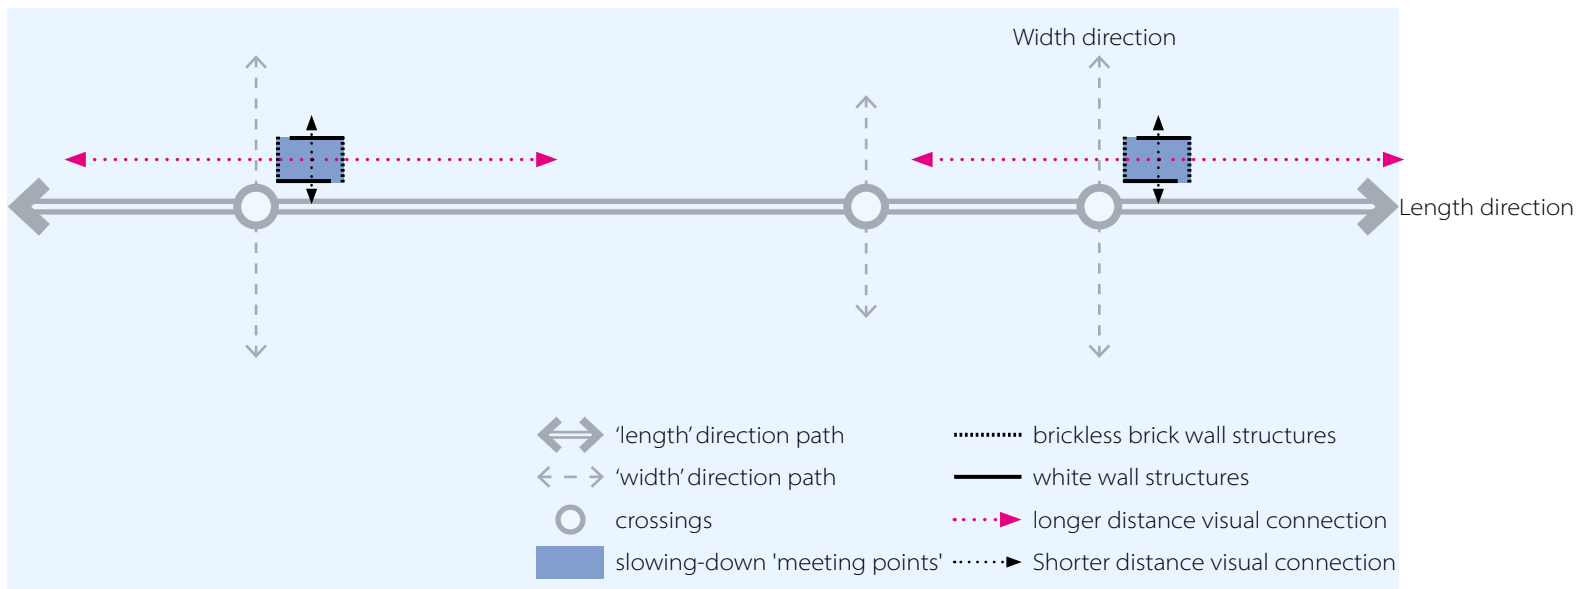 Width direction
Length direction
‘length’ direction path
‘width’ direction path
crossings
slowing-down 'meeting points'
brickless brick wall structures
white wall structures
longer distance visual connection
Shorter distance visual connection